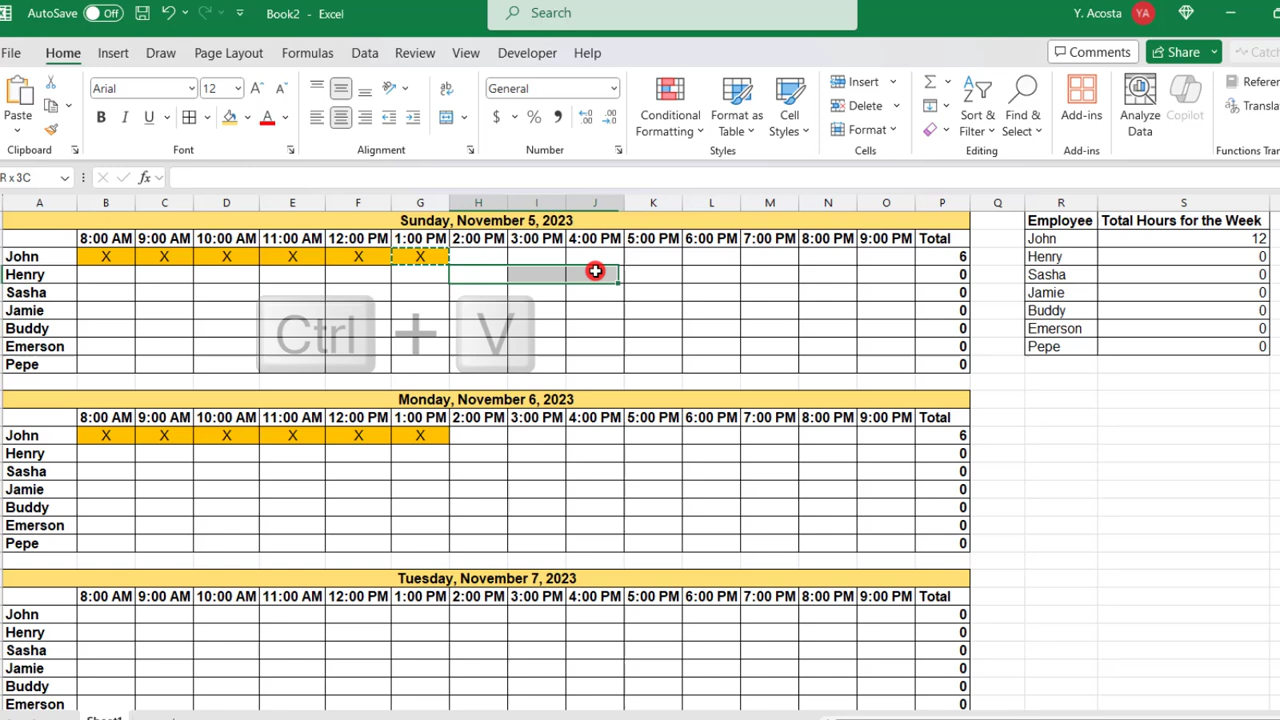 AutoSave Off Book2 - Excel Search Y. Acosta YA
File Home Insert Draw Page Layout Formulas Data Review View Developer Help Comments Share
Arial 12 General Insert Σ
Paste B I U A $ % Conditional Formatting Format as Table Cell Styles Delete Format Sort & Filter Find & Select Add-ins Analyze Data Copilot
Clipboard Font Alignment Number Styles Cells Editing Add-ins
R x 3C fx
A B C D E F G H I J K L M N O P Q R S
Sunday, November 5, 2023 Employee Total Hours for the Week
8:00 AM 9:00 AM 10:00 AM 11:00 AM 12:00 PM 1:00 PM 2:00 PM 3:00 PM 4:00 PM 5:00 PM 6:00 PM 7:00 PM 8:00 PM 9:00 PM Total John 12
John X X X X X X 6 Henry 0
Henry 0 Sasha 0
Sasha 0 Jamie 0
Jamie 0 Buddy 0
Buddy 0 Emerson 0
Emerson 0 Pepe 0
Pepe 0
Ctrl + V
Monday, November 6, 2023
8:00 AM 9:00 AM 10:00 AM 11:00 AM 12:00 PM 1:00 PM 2:00 PM 3:00 PM 4:00 PM 5:00 PM 6:00 PM 7:00 PM 8:00 PM 9:00 PM Total
John X X X X X X 6
Henry 0
Sasha 0
Jamie 0
Buddy 0
Emerson 0
Pepe 0
Tuesday, November 7, 2023
8:00 AM 9:00 AM 10:00 AM 11:00 AM 12:00 PM 1:00 PM 2:00 PM 3:00 PM 4:00 PM 5:00 PM 6:00 PM 7:00 PM 8:00 PM 9:00 PM Total
John 0
Henry 0
Sasha 0
Jamie 0
Buddy 0
Emerson 0